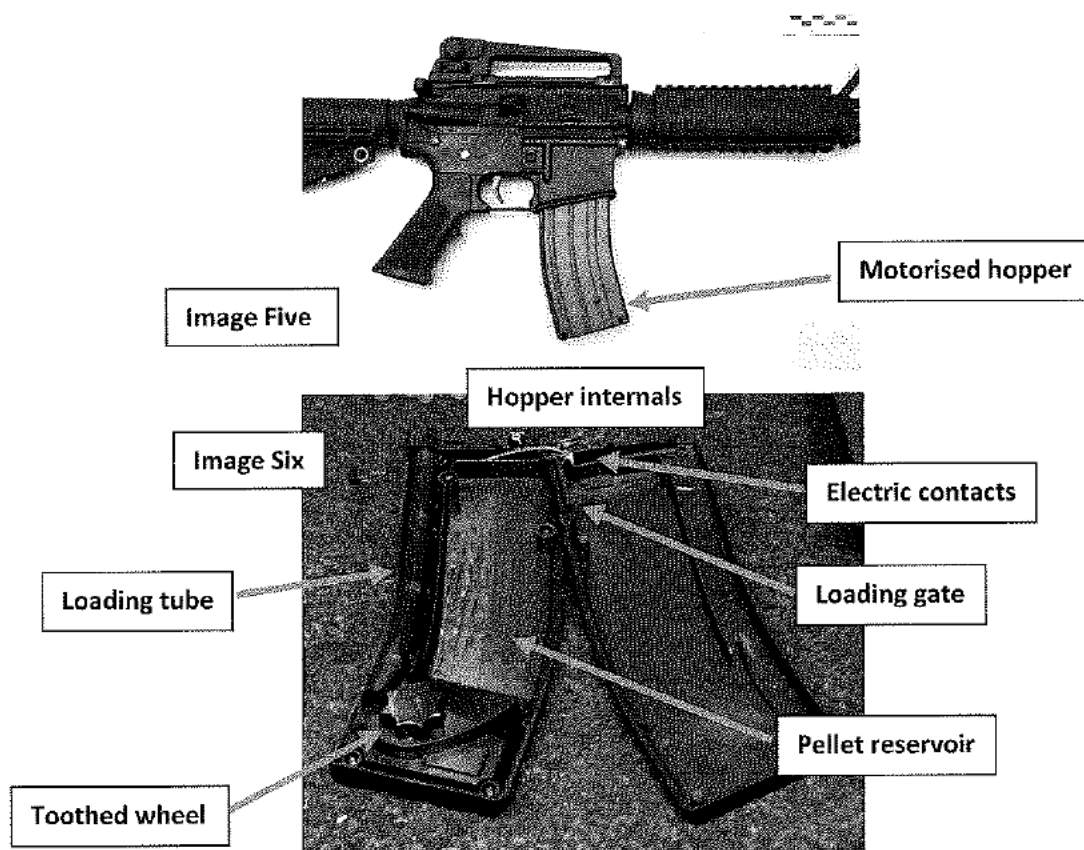 Motorised hopper
Image Five
Hopper internals
Image Six
Electric contacts
Loading tube
Loading gate
Pellet reservoir
Toothed wheel